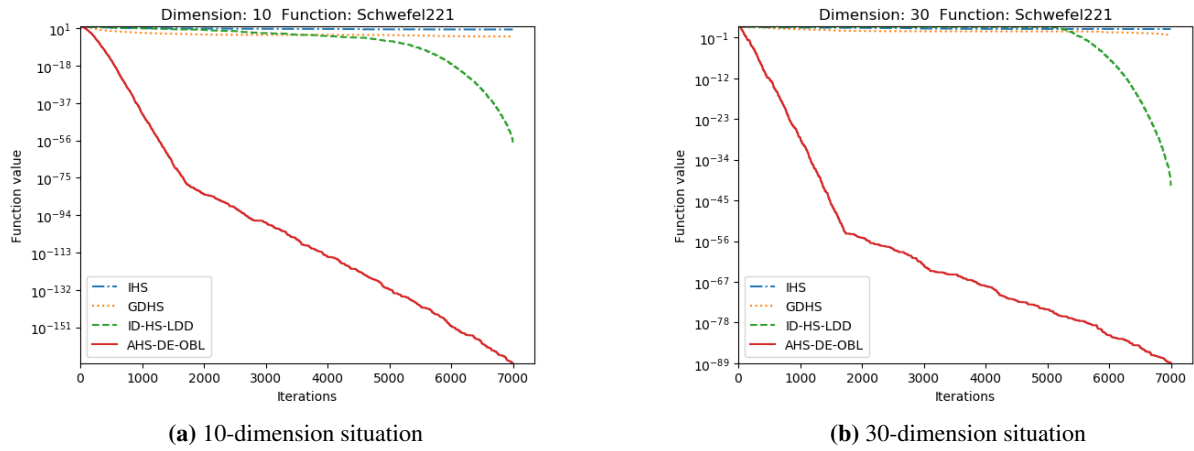 Dimension: 10 Function: Schwefel221
Function value
10^1
10^-18
10^-37
10^-56
10^-75
10^-94
10^-113
10^-132
10^-151
IHS
GDHS
ID-HS-LDD
AHS-DE-OBL
0 1000 2000 3000 4000 5000 6000 7000
Iterations
(a) 10-dimension situation
Dimension: 30 Function: Schwefel221
Function value
10^-1
10^-12
10^-23
10^-34
10^-45
10^-56
10^-67
10^-78
10^-89
IHS
GDHS
ID-HS-LDD
AHS-DE-OBL
0 1000 2000 3000 4000 5000 6000 7000
Iterations
(b) 30-dimension situation